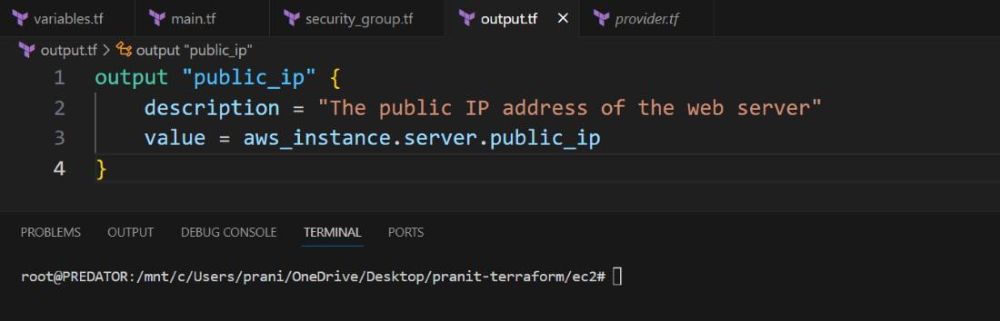 variables.tf main.tf security_group.tf output.tf × provider.tf
output.tf > output "public_ip"
1 output "public_ip" {
2 description = "The public IP address of the web server"
3 value = aws_instance.server.public_ip
4 }
PROBLEMS OUTPUT DEBUG CONSOLE TERMINAL PORTS
root@PREDATOR:/mnt/c/Users/prani/OneDrive/Desktop/pranit-terraform/ec2#